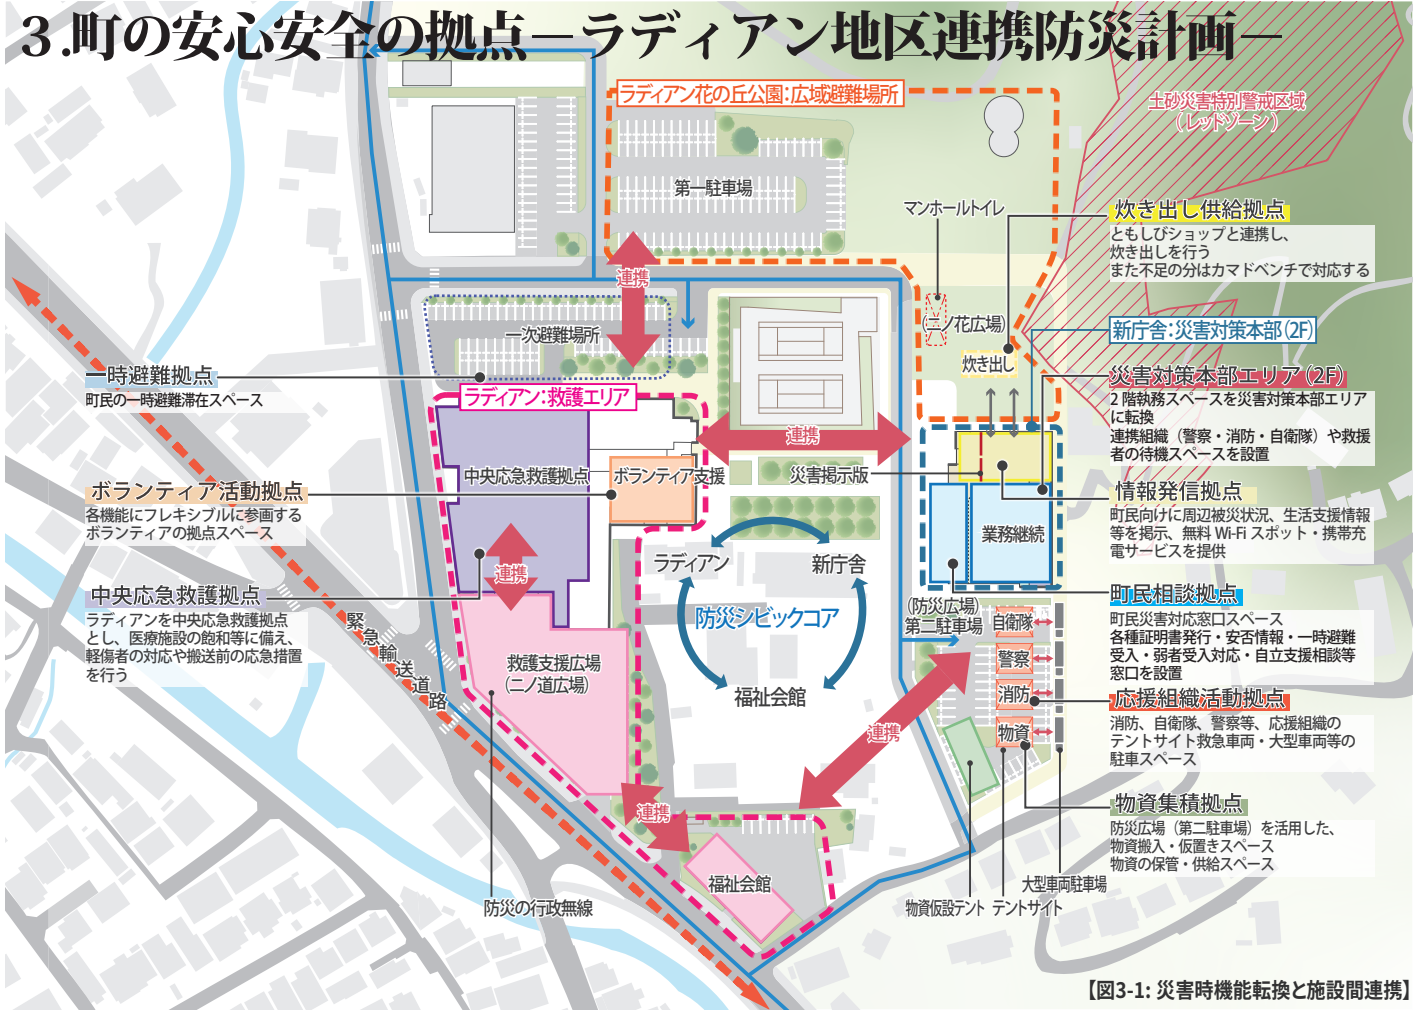 3.町の安心安全の拠点―ラディアン地区連携防災計画―
土砂災害特別警戒区域
（レッドゾーン）
ラディアン花の丘公園：広域避難場所
第一駐車場
マンホールトイレ
炊き出し供給拠点
ともしびショップと連携し、
炊き出しを行う
また不足の分はカマドベンチで対応する
連携
（二ノ花広場）
新庁舎：災害対策本部（2F）
一次避難場所
炊き出し
一時避難拠点
町民の一時避難滞在スペース
ラディアン：救護エリア
災害対策本部エリア（2F）
2 階執務スペースを災害対策本部エリア
に転換
連携組織（警察・消防・自衛隊）や救援
者の待機スペースを設置
連携
中央応急救護拠点
ボランティア支援
災害掲示版
ボランティア活動拠点
各機能にフレキシブルに参画する
ボランティアの拠点スペース
情報発信拠点
町民向けに周辺被災状況、生活支援情報
等を掲示、無料 Wi-Fi スポット・携帯充
電サービスを提供
業務継続
ラディアン
新庁舎
連携
中央応急救護拠点
ラディアンを中央応急救護拠点
とし、医療施設の飽和等に備え、
軽傷者の対応や搬送前の応急措置
を行う
防災シビックコア
（防災広場）
第二駐車場
自衛隊
町民相談拠点
町民災害対応窓口スペース
各種証明書発行・安否情報・一時避難
受入・弱者受入対応・自立支援相談等
窓口を設置
緊急輸送道路
救護支援広場
（二ノ道広場）
福祉会館
警察
消防
物資
応援組織活動拠点
消防、自衛隊、警察等、応援組織の
テントサイト救急車両・大型車両等の
駐車スペース
連携
連携
物資集積拠点
防災広場（第二駐車場）を活用した、
物資搬入・仮置きスペース
物資の保管・供給スペース
福祉会館
大型車両駐車場
防災の行政無線
物資仮設テント
テントサイト
【図3-1: 災害時機能転換と施設間連携】